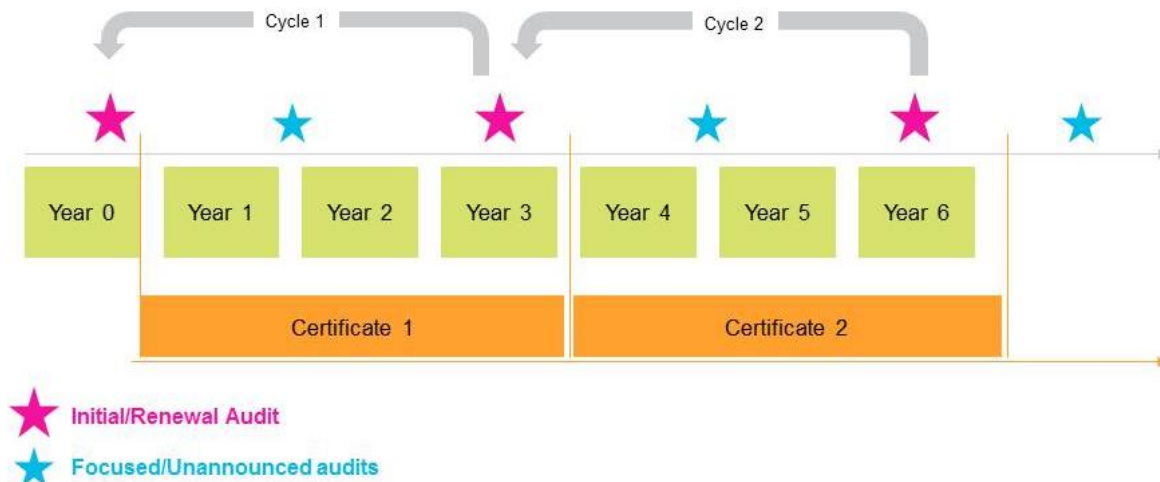 Cycle 1
Cycle 2
Year 0
Year 1
Year 2
Year 3
Year 4
Year 5
Year 6
Certificate 1
Certificate 2
Initial/Renewal Audit
Focused/Unannounced audits